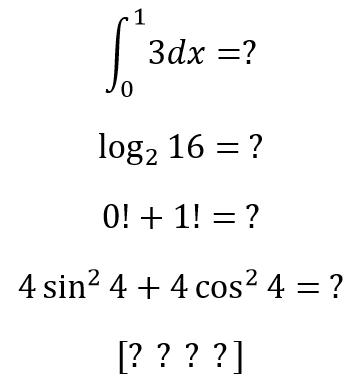 ∫₀¹ 3dx =?
log₂ 16 = ?
0! + 1! = ?
4 sin² 4 + 4 cos² 4 = ?
[? ? ? ?]